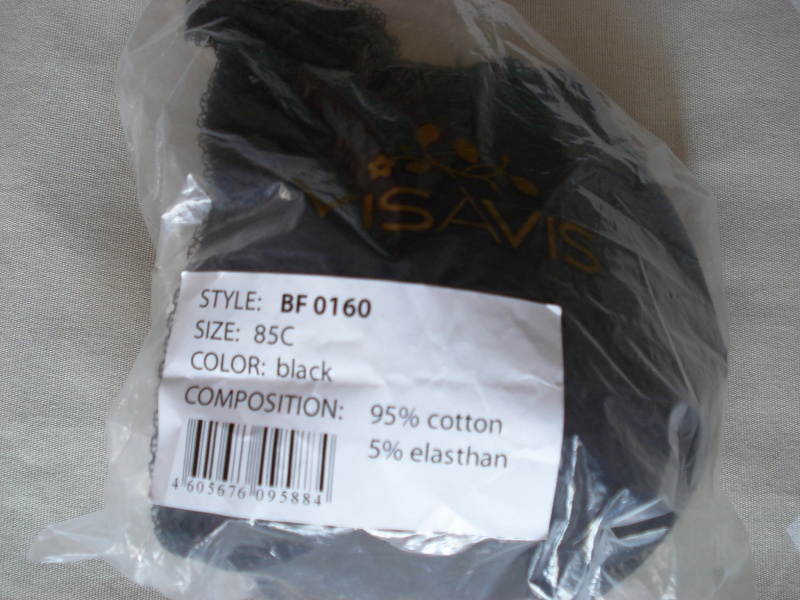 VISAVIS
STYLE: BF 0160
SIZE: 85C
COLOR: black
COMPOSITION: 95% cotton
5% elasthan
4 605676 095884